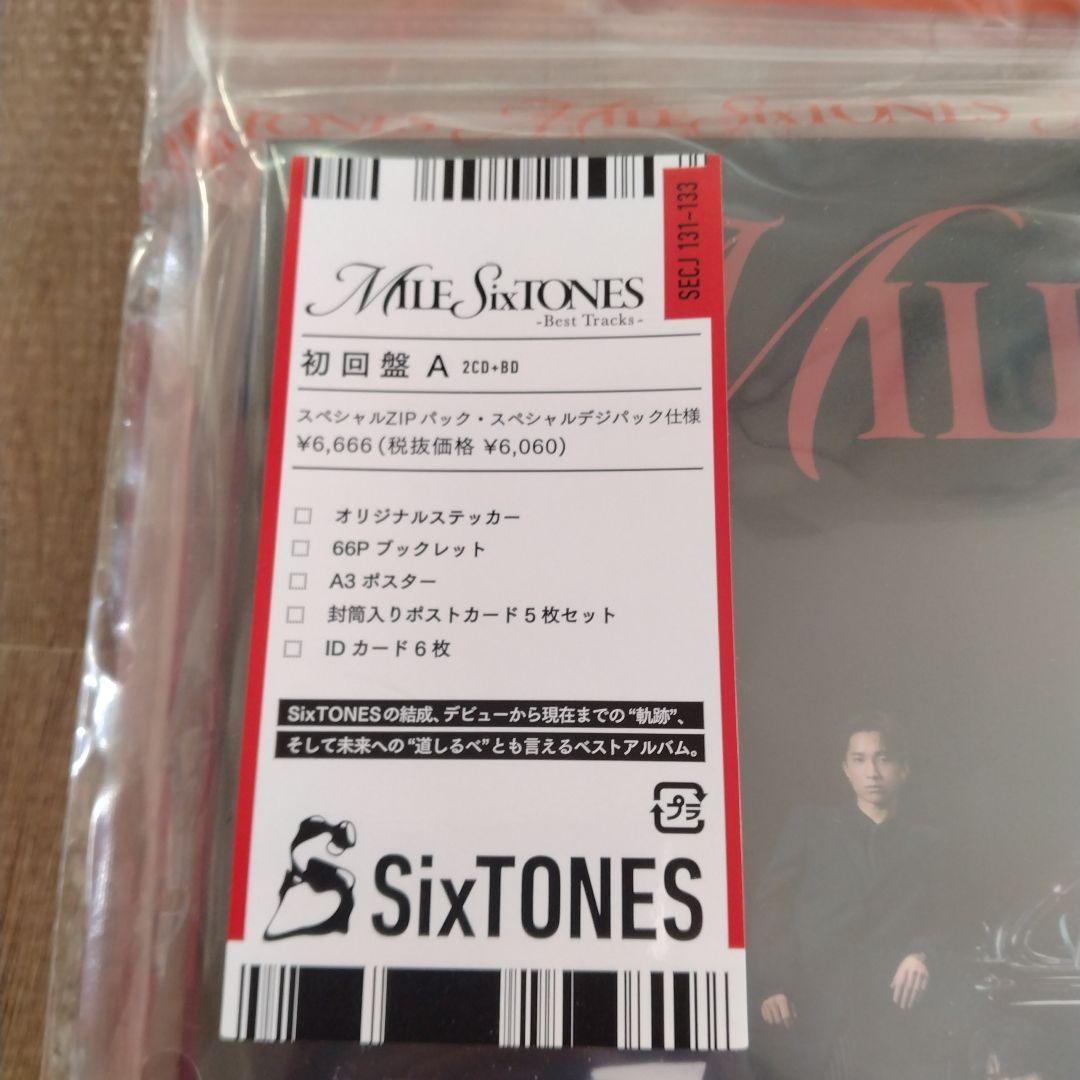 MILE SixTONES
SECJ 131-133
MILE SixTONES
-Best Tracks-
初回盤 A 2CD+BD
スペシャルZIPパック・スペシャルデジパック仕様
¥6,666(税抜価格 ¥6,060)
□ オリジナルステッカー
□ 66P ブックレット
□ A3 ポスター
□ 封筒入りポストカード5枚セット
□ IDカード6枚
SixTONESの結成、デビューから現在までの“軌跡”、
そして未来への“道しるべ”とも言えるベストアルバム。
プラ
SixTONES
MIL